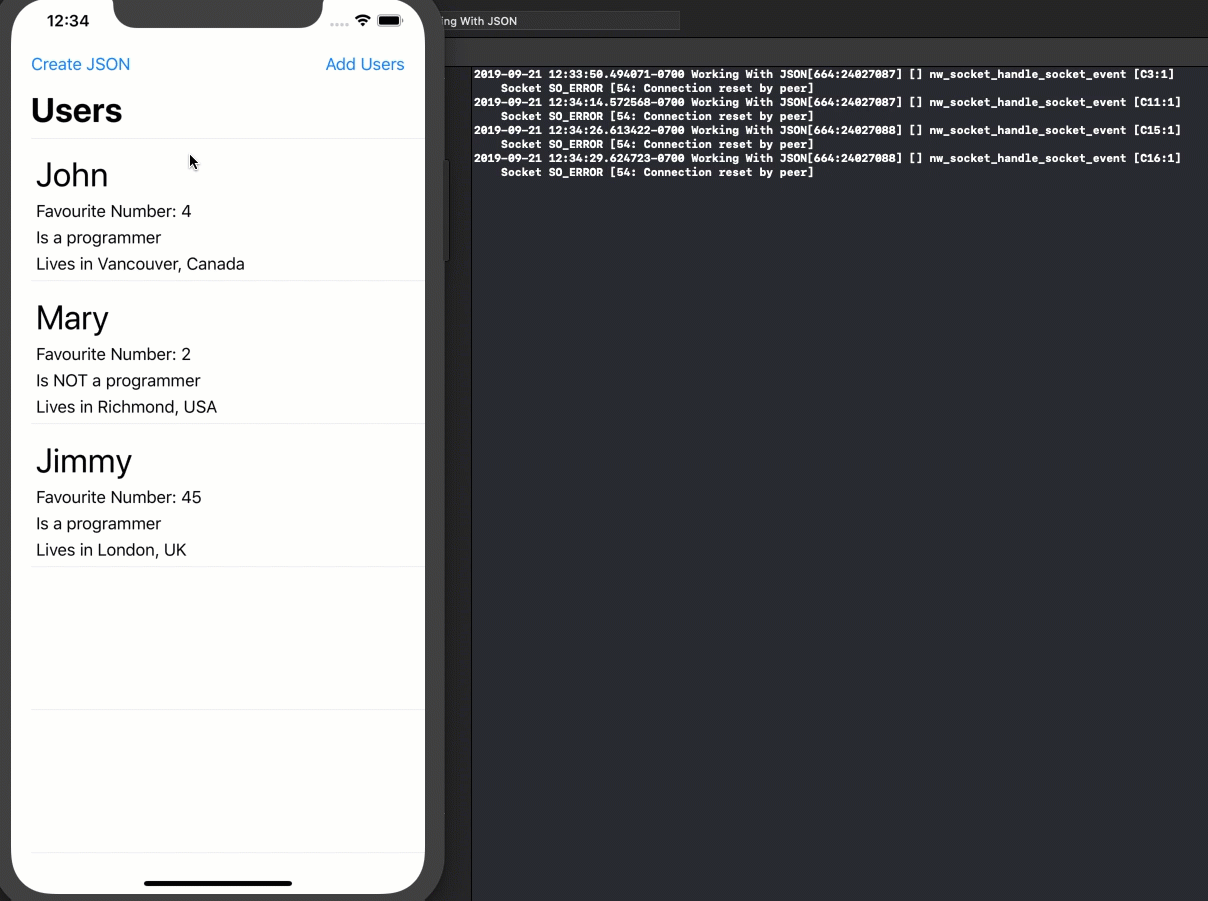 12:34
Create JSON
Add Users
Users
John
Favourite Number: 4
Is a programmer
Lives in Vancouver, Canada
Mary
Favourite Number: 2
Is NOT a programmer
Lives in Richmond, USA
Jimmy
Favourite Number: 45
Is a programmer
Lives in London, UK
ing With JSON
2019-09-21 12:33:50.494071-0700 Working With JSON[664:24027087] [] nw_socket_handle_socket_event [C3:1]
Socket SO_ERROR [54: Connection reset by peer]
2019-09-21 12:34:14.572568-0700 Working With JSON[664:24027087] [] nw_socket_handle_socket_event [C11:1]
Socket SO_ERROR [54: Connection reset by peer]
2019-09-21 12:34:26.613422-0700 Working With JSON[664:24027088] [] nw_socket_handle_socket_event [C15:1]
Socket SO_ERROR [54: Connection reset by peer]
2019-09-21 12:34:29.624723-0700 Working With JSON[664:24027088] [] nw_socket_handle_socket_event [C16:1]
Socket SO_ERROR [54: Connection reset by peer]